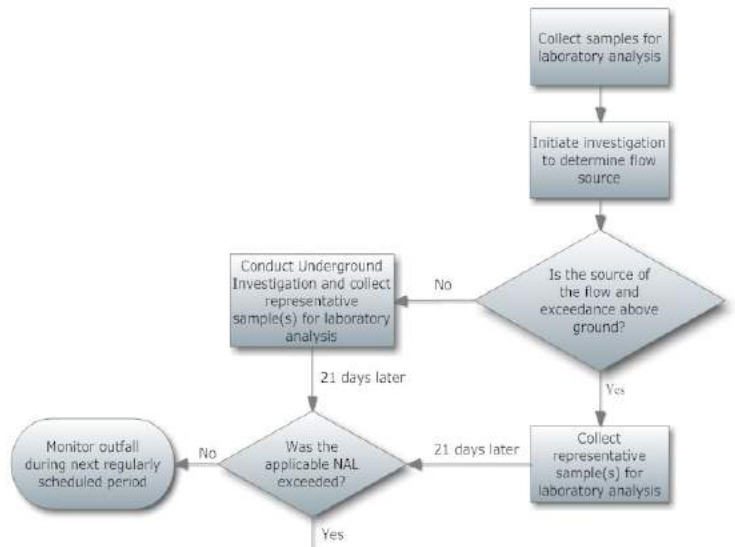 Collect samples for
laboratory analysis
Initiate investigation
to determine flow
source
Is the source of
the flow and
exceedance above
ground?
No
Conduct Underground
Investigation and collect
representative
sample(s) for laboratory
analysis
21 days later
Yes
Collect
representative
sample(s) for
laboratory analysis
21 days later
Was the
applicable NAL
exceeded?
No
Monitor outfall
during next regularly
scheduled period
Yes